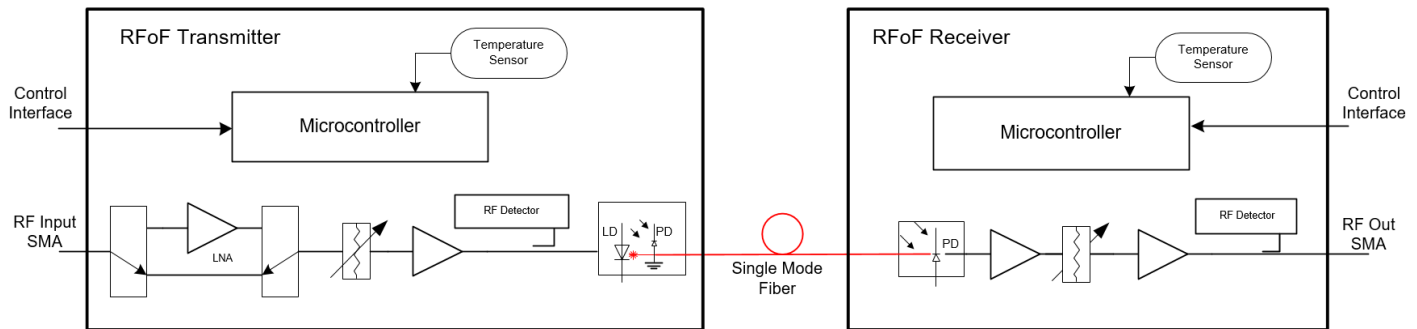 RFoF Transmitter
Temperature
Sensor
Control
Interface
Microcontroller
RF Input
SMA
LNA
RF Detector
LD
PD
Single Mode
Fiber
RFoF Receiver
Temperature
Sensor
Control
Interface
Microcontroller
PD
RF Detector
RF Out
SMA